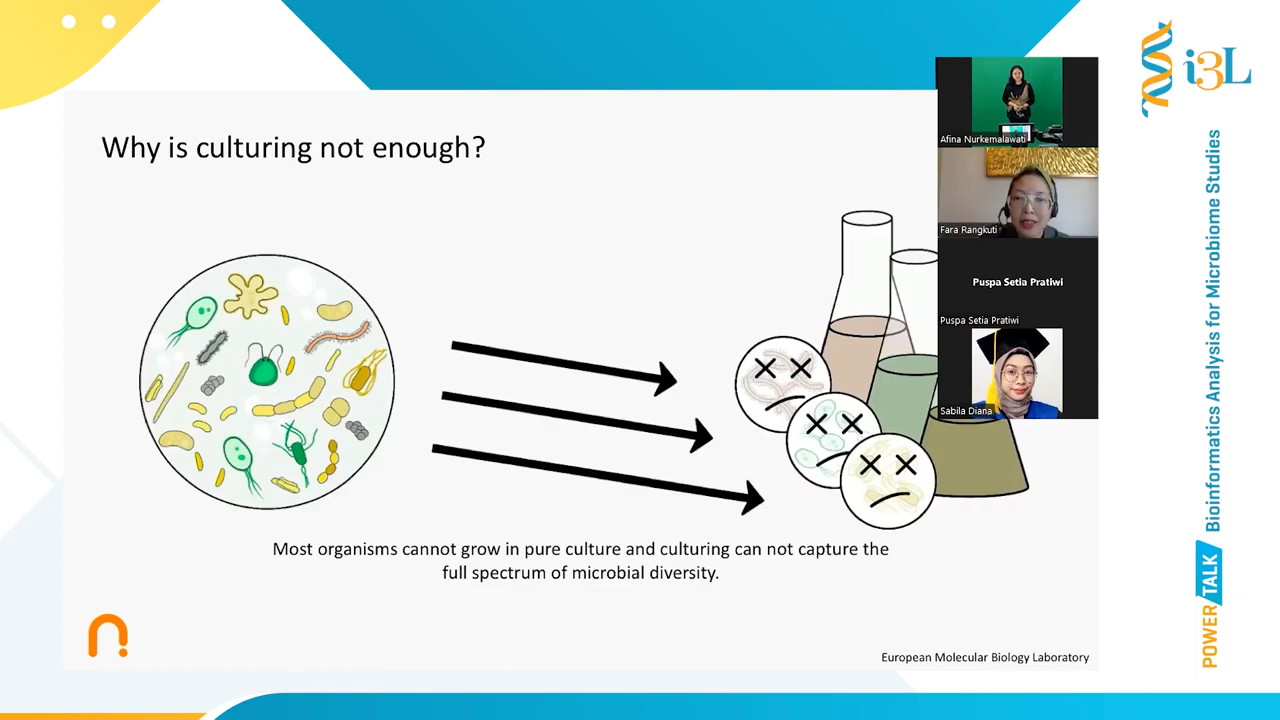 Why is culturing not enough?
Most organisms cannot grow in pure culture and culturing can not capture the
full spectrum of microbial diversity.
European Molecular Biology Laboratory
Afina Nurkemalawati
Fara Rangkuti
Puspa Setia Pratiwi
Puspa Setia Pratiwi
Sabila Diana
i3L
POWER TALK Bioinformatics Analysis for Microbiome Studies